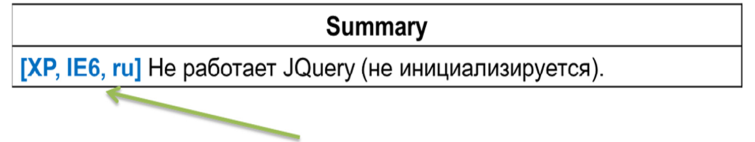 Summary
[XP, IE6, ru] Не работает JQuery (не инициализируется).